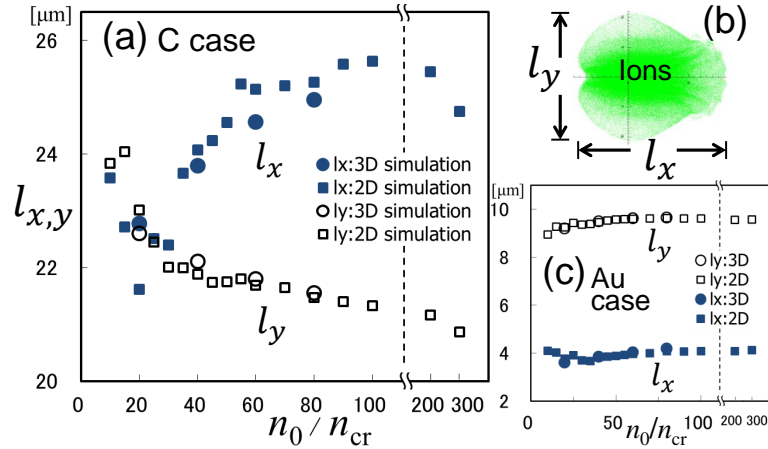 [μm]
26
(a) C case
24
l_{x,y}
22
20
l_x
lx:3D simulation
lx:2D simulation
ly:3D simulation
ly:2D simulation
l_y
0 20 40 60 80 100 200 300
n_0 / n_cr
(b)
l_y
Ions
l_x
[μm]
10
8
6
4
2
l_y
(c) Au
case
ly:3D
ly:2D
lx:3D
lx:2D
l_x
0 50 100 200 300
n_0/n_cr